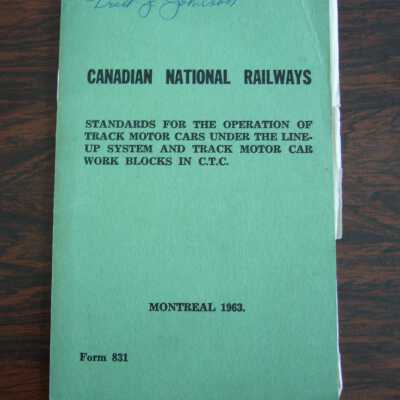 CANADIAN NATIONAL RAILWAYS
STANDARDS FOR THE OPERATION OF
TRACK MOTOR CARS UNDER THE LINE-
UP SYSTEM AND TRACK MOTOR CAR
WORK BLOCKS IN C.T.C.
MONTREAL 1963.
Form 831